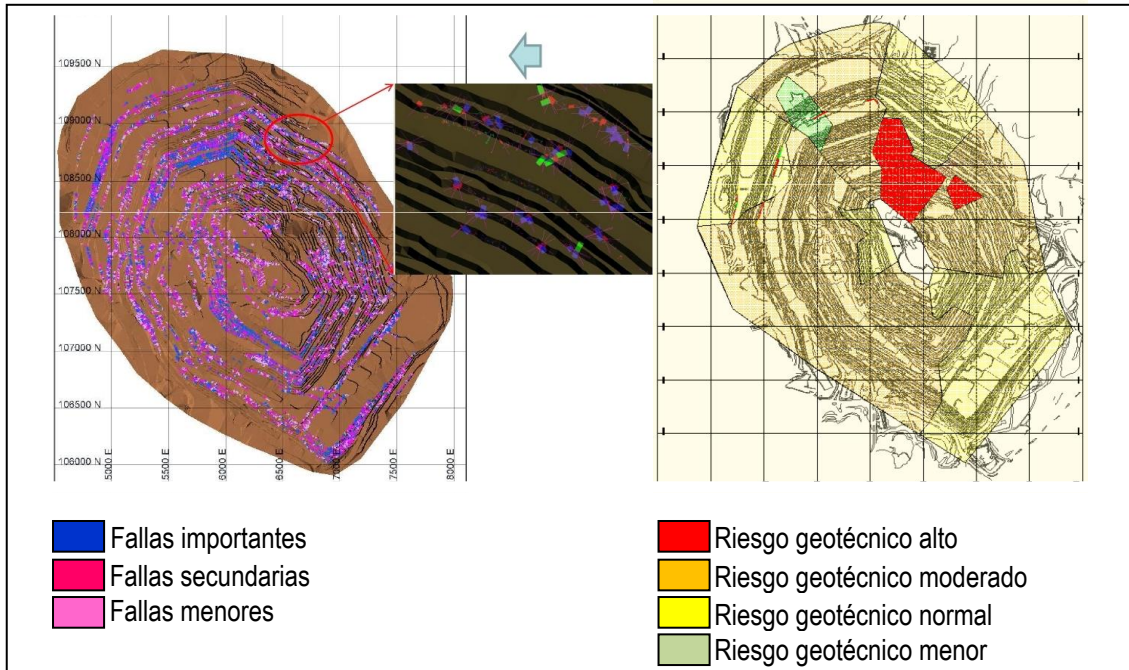 109500 N
109000 N
108500 N
108000 N
107500 N
107000 N
106500 N
106000 N
5000 E
5500 E
6000 E
6500 E
7000 E
7500 E
8000 E
Fallas importantes
Fallas secundarias
Fallas menores
Riesgo geotécnico alto
Riesgo geotécnico moderado
Riesgo geotécnico normal
Riesgo geotécnico menor